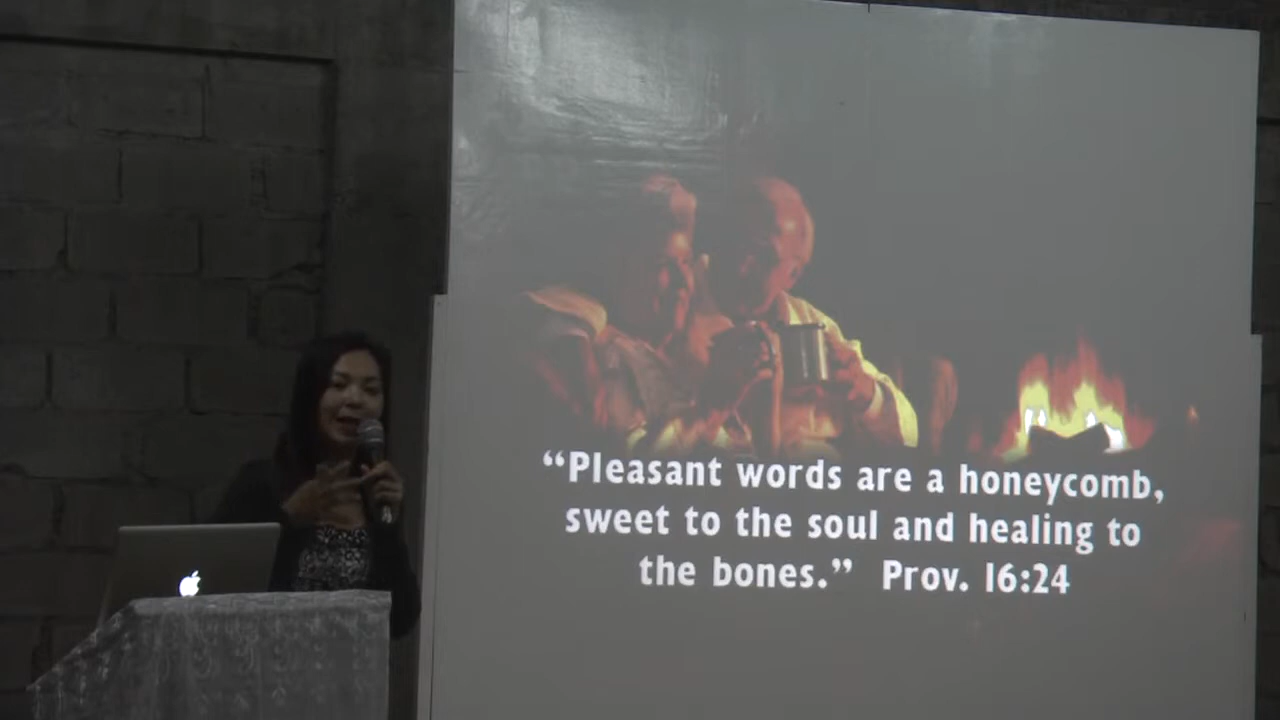 “Pleasant words are a honeycomb,
sweet to the soul and healing to
the bones.” Prov. 16:24